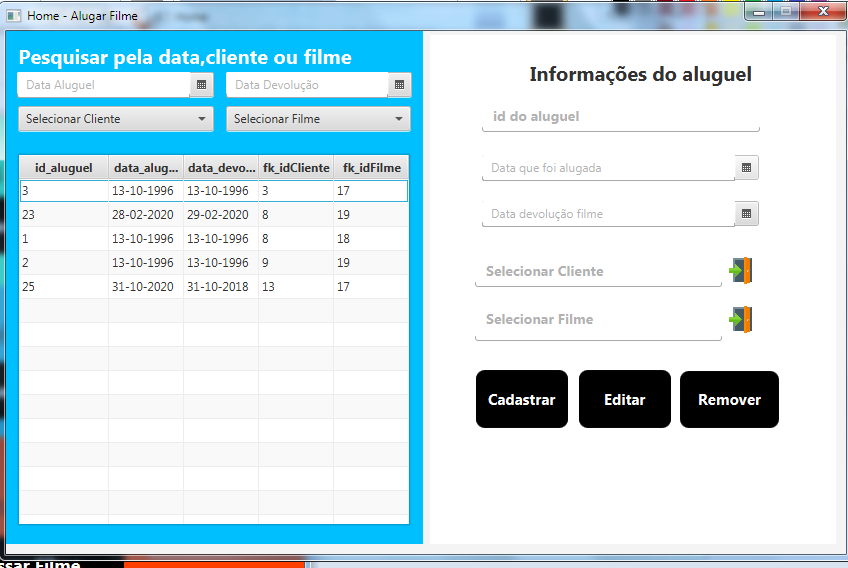 Home - Alugar Filme
Pesquisar pela data,cliente ou filme
Data Aluguel
Data Devolução
Selecionar Cliente
Selecionar Filme
id_aluguel data_alug... data_devo... fk_idCliente fk_idFilme
3 13-10-1996 13-10-1996 3 17
23 28-02-2020 29-02-2020 8 19
1 13-10-1996 13-10-1996 8 18
2 13-10-1996 13-10-1996 9 19
25 31-10-2020 31-10-2018 13 17
Informações do aluguel
id do aluguel
Data que foi alugada
Data devolução filme
Selecionar Cliente
Selecionar Filme
Cadastrar
Editar
Remover
ssar Filme